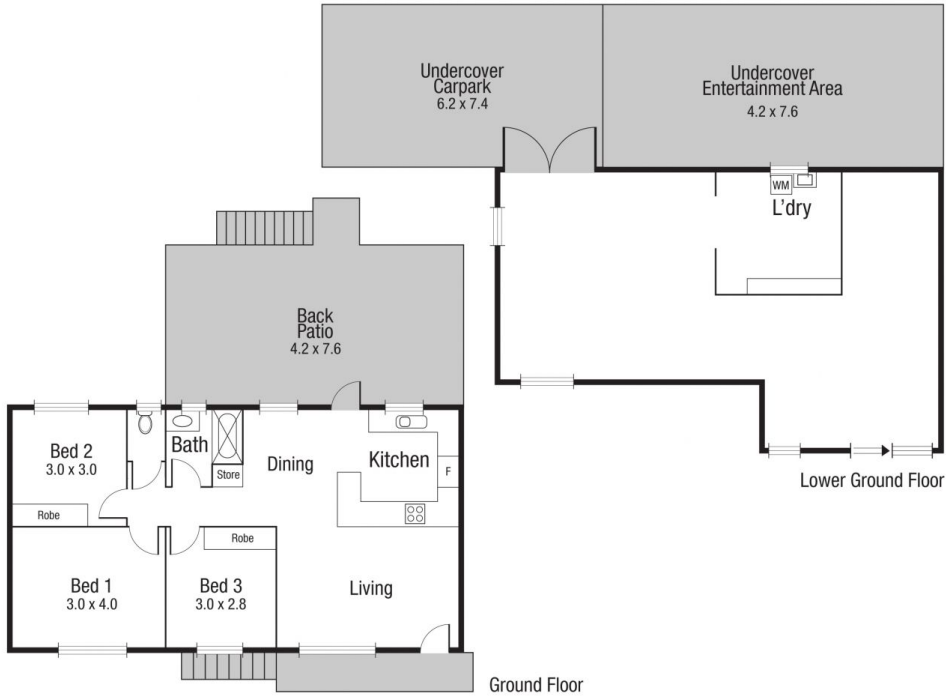 Undercover
Carpark
6.2 x 7.4
Undercover
Entertainment Area
4.2 x 7.6
WM
L'dry
Lower Ground Floor
Back
Patio
4.2 x 7.6
Bed 2
3.0 x 3.0
Robe
Bath
Store
Dining
Kitchen
F
Bed 1
3.0 x 4.0
Robe
Bed 3
3.0 x 2.8
Living
Ground Floor